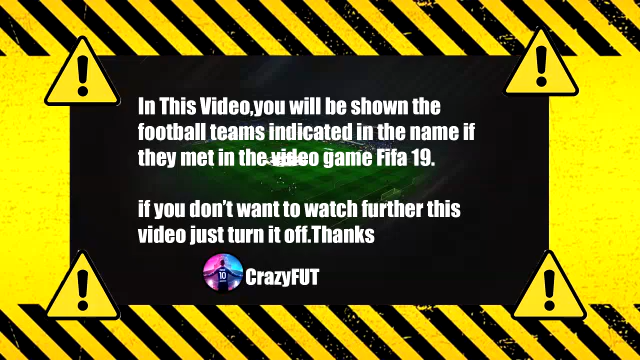 In This Video,you will be shown the
football teams indicated in the name if
they met in the video game Fifa 19.
if you don't want to watch further this
video just turn it off.Thanks
10
CrazyFUT